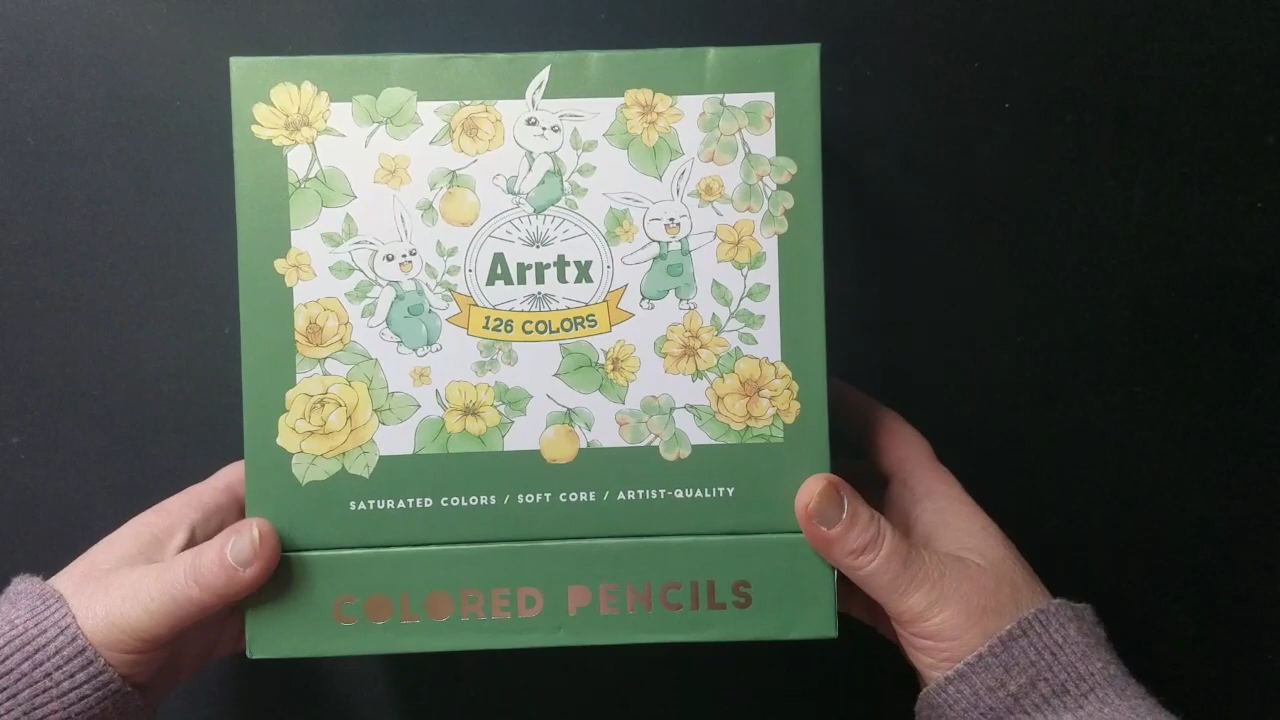 Arrtx
126 COLORS
SATURATED COLORS / SOFT CORE / ARTIST-QUALITY
COLORED PENCILS